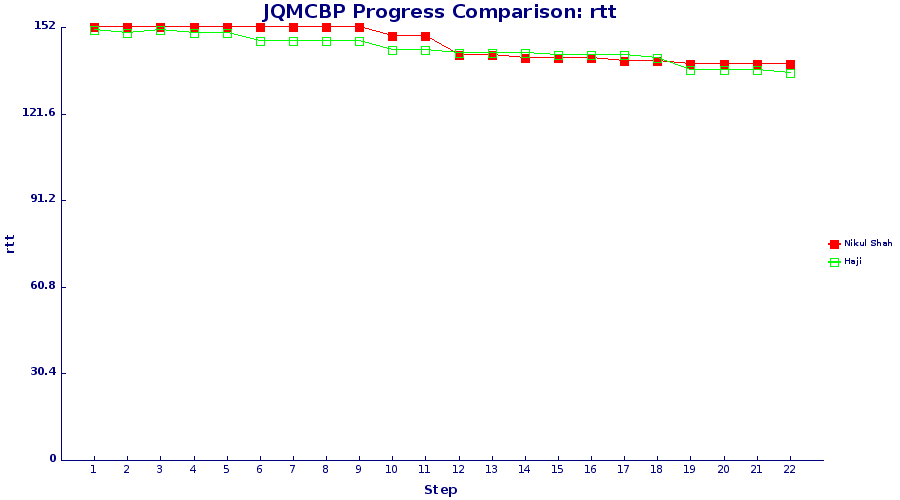 JQMCBP Progress Comparison: rtt
152
121.6
91.2
60.8
30.4
0
rtt
1 2 3 4 5 6 7 8 9 10 11 12 13 14 15 16 17 18 19 20 21 22
Step
Nikul Shah
Haji